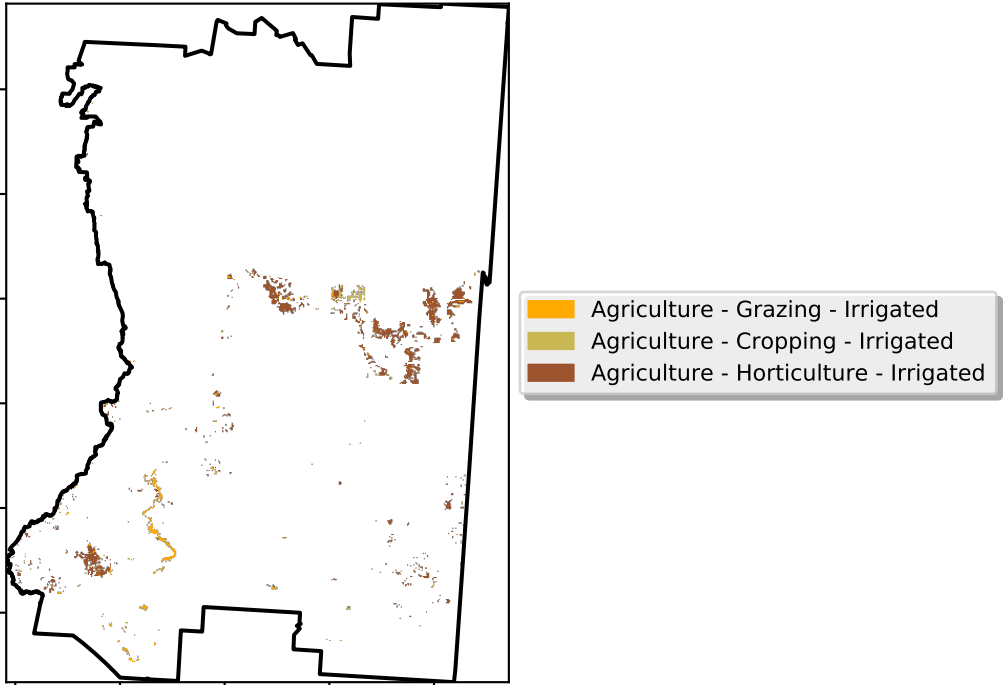 Agriculture - Grazing - Irrigated
Agriculture - Cropping - Irrigated
Agriculture - Horticulture - Irrigated